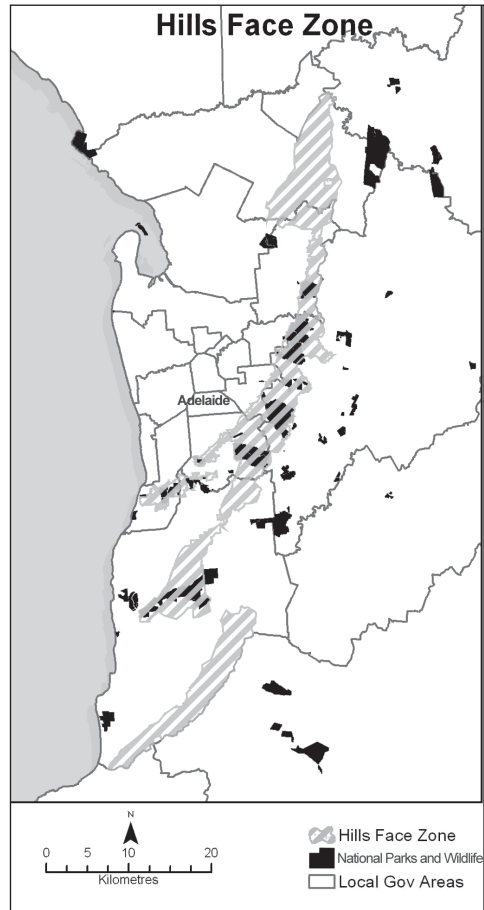 Hills Face Zone
Adelaide
N
0 5 10 20
Kilometres
Hills Face Zone
National Parks and Wildlife
Local Gov Areas